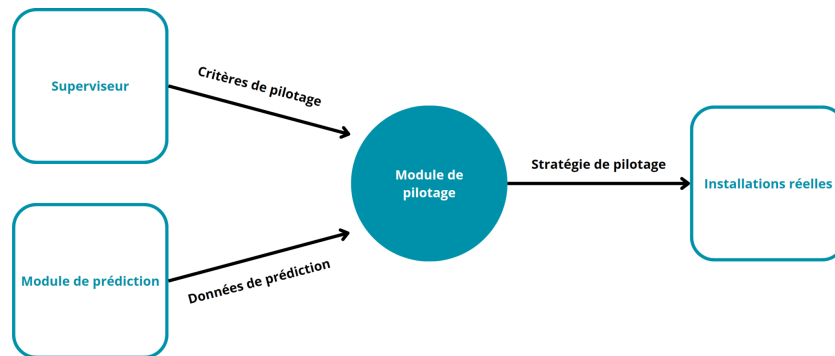 Superviseur
Critères de pilotage
Module de
pilotage
Stratégie de pilotage
Installations réelles
Module de prédiction
Données de prédiction